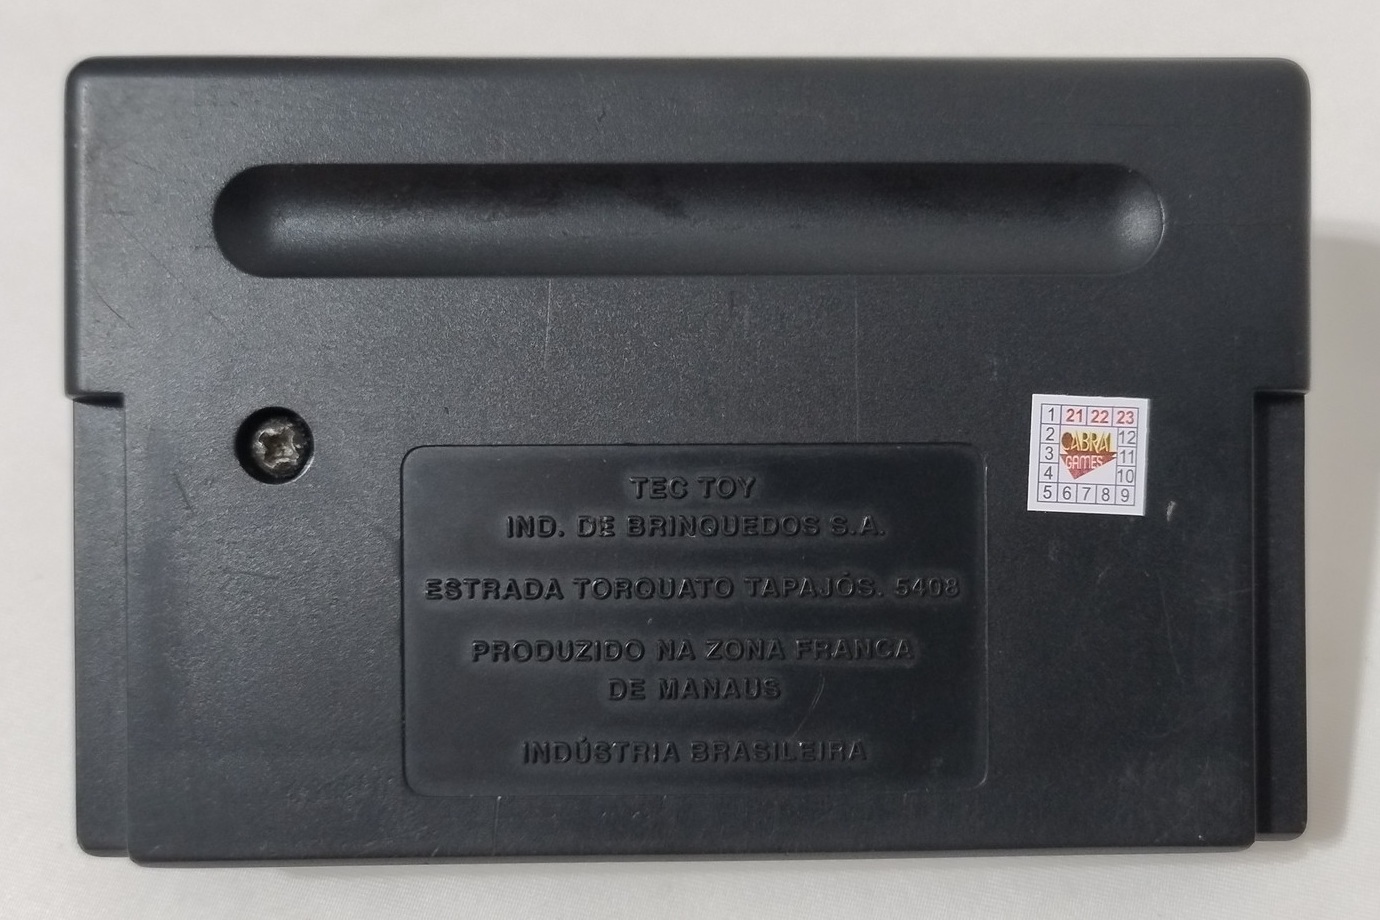 TEC TOY
IND. DE BRINQUEDOS S.A.
ESTRADA TORQUATO TAPAJÓS. 5408
PRODUZIDO NA ZONA FRANCA
DE MANAUS
INDÚSTRIA BRASILEIRA
1 21 22 23
2 CABRAL 12
3 GAMES 11
4 10
5 6 7 8 9